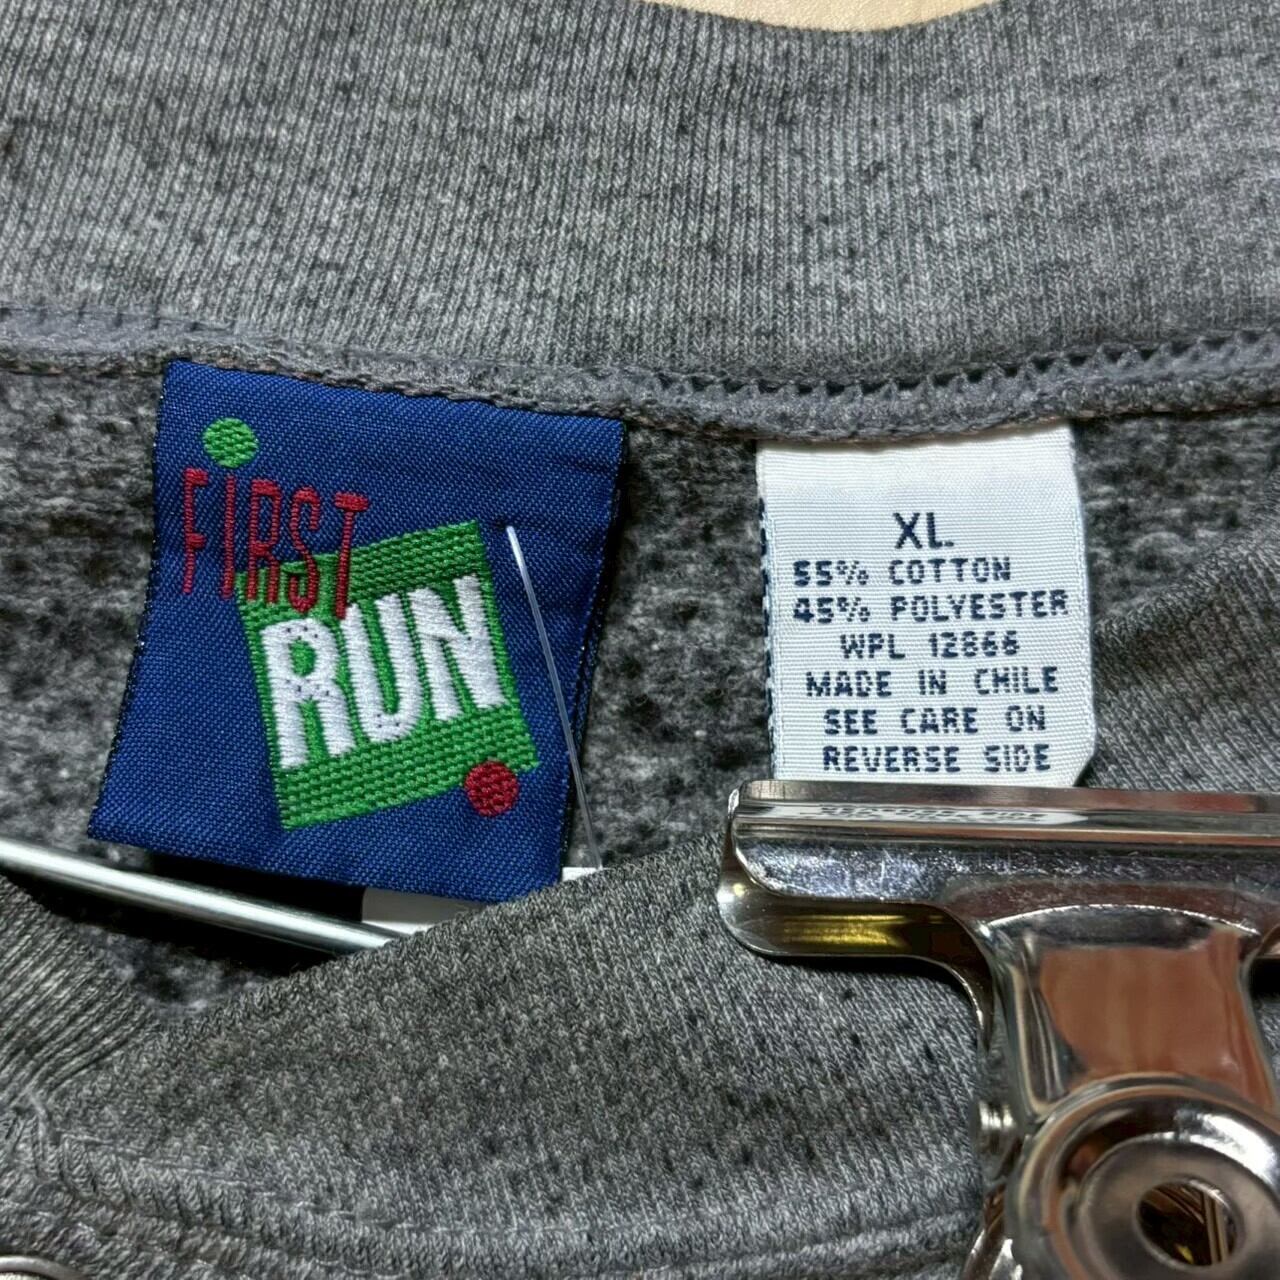 FIRST
RUN
XL.
55% COTTON
45% POLYESTER
WPL 12866
MADE IN CHILE
SEE CARE ON
REVERSE SIDE